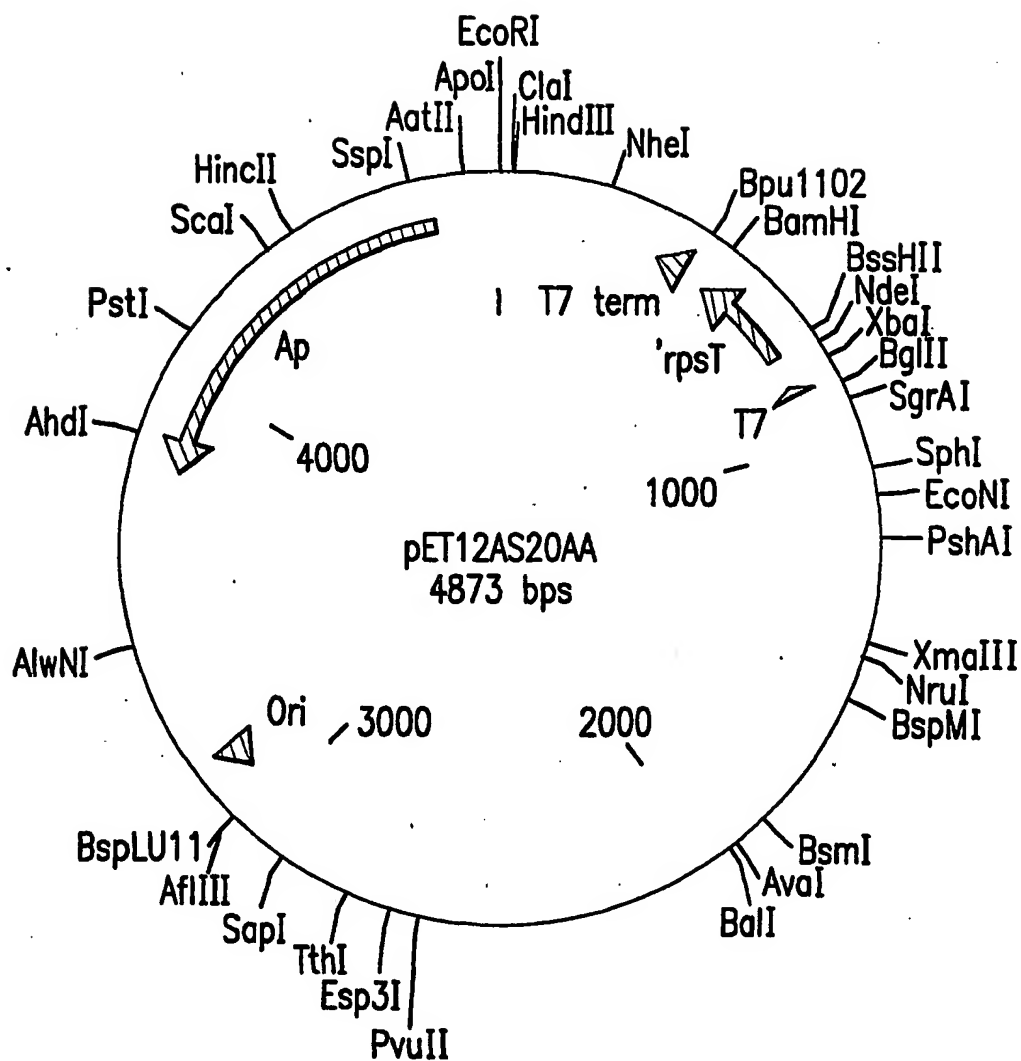 EcoRI
ApoI
ClaI
AatII
HindIII
SspI
NheI
HincII
Bpu1102
ScaI
BamHI
BssHII
NdeI
PstI
XbaI
BglII
SgrAI
1 T7 term
'rpsT
Ap
T7
AhdI
4000
1000
SphI
EcoNI
PshAI
pET12AS20AA
4873 bps
AlwNI
XmaIII
NruI
BspMI
Ori
3000
2000
BspLU11
AflIII
SapI
TthI
Esp3I
PvuII
BsmI
AvaI
BalI